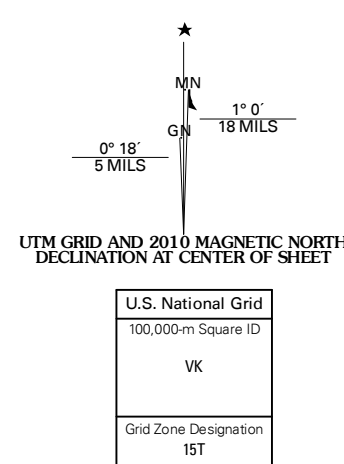 MN
1° 0´
18 MILS
GN
0° 18´
5 MILS
UTM GRID AND 2010 MAGNETIC NORTH
DECLINATION AT CENTER OF SHEET
U.S. National Grid
100,000-m Square ID
VK
Grid Zone Designation
15T